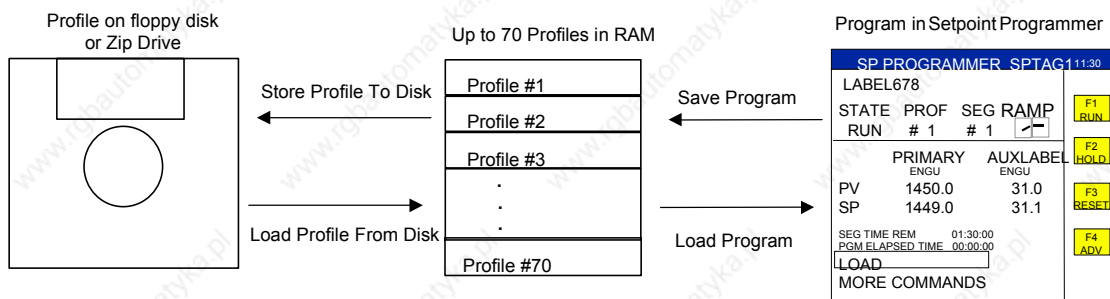 Profile on floppy disk
or Zip Drive
Store Profile To Disk
Load Profile From Disk
Up to 70 Profiles in RAM
Profile #1
Profile #2
Profile #3
.
.
.
Profile #70
Save Program
Load Program
Program in Setpoint Programmer
SP PROGRAMMER SPTAG1 11:30
LABEL678
STATE PROF SEG RAMP
RUN # 1 # 1
PRIMARY AUXLABEL
ENGU ENGU
PV 1450.0 31.0
SP 1449.0 31.1
SEG TIME REM 01:30:00
PGM ELAPSED TIME 00:00:00
LOAD
MORE COMMANDS
F1
RUN
F2
HOLD
F3
RESET
F4
ADV
www.rgbautomatyka.pl